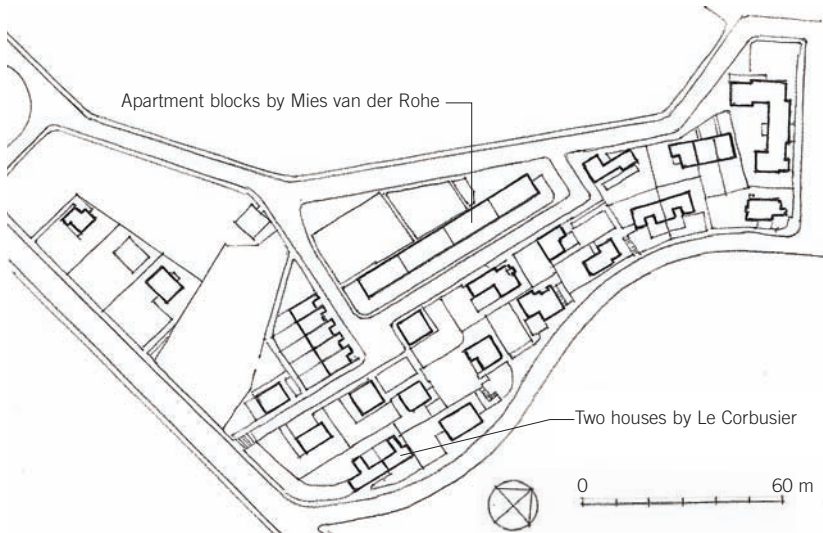 Apartment blocks by Mies van der Rohe
Two houses by Le Corbusier
0 60 m